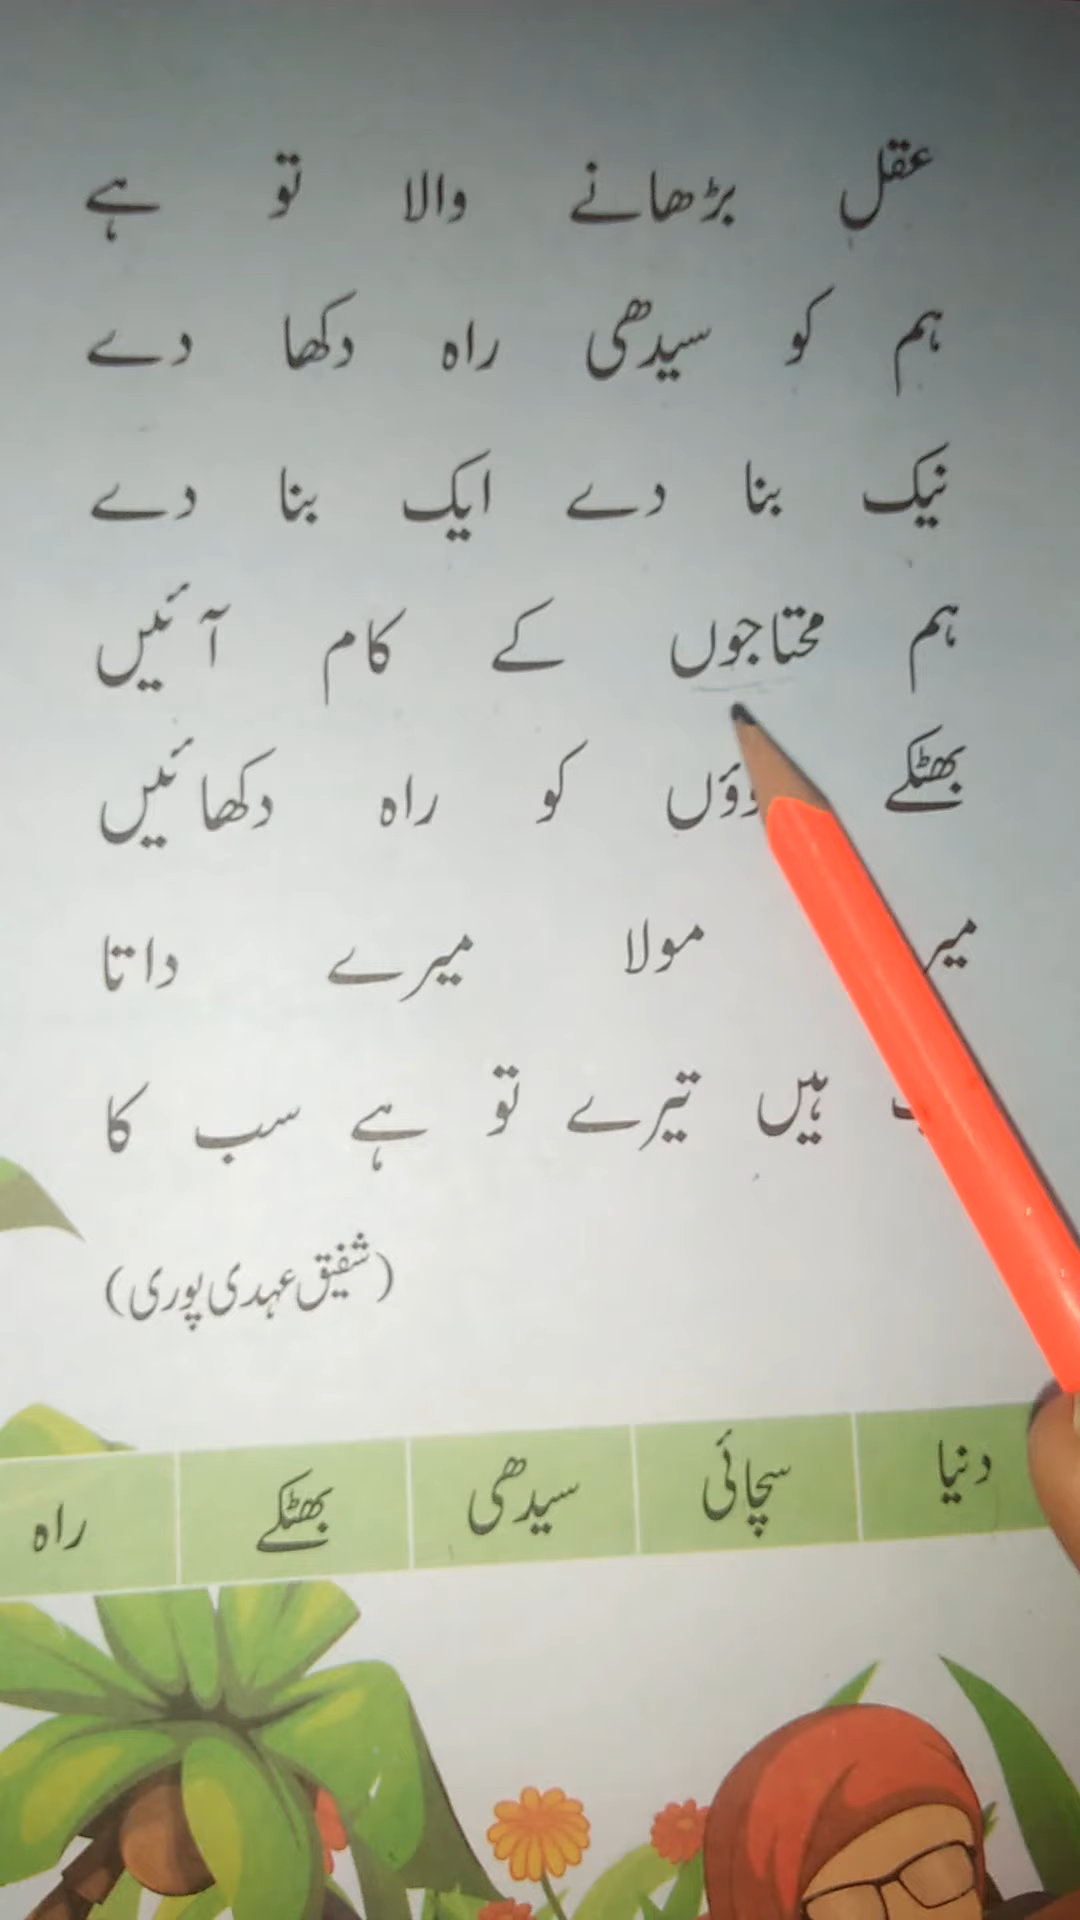 عقل بڑھانے والا تو ہے
ہم کو سیدھی راہ دکھا دے
نیک بنا دے ایک بنا دے
ہم محتاجوں کے کام آئیں
بھٹکے کو راہ دکھائیں
مولا میرے داتا
ہیں تیرے تو ہے سب کا
(شفیق عہدی پوری)
دنیا سچائی سیدھی بھٹکے راہ